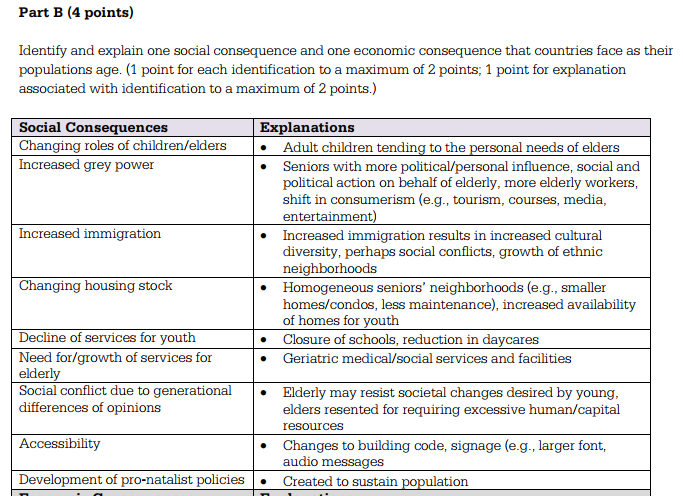 Part B (4 points)
Identify and explain one social consequence and one economic consequence that countries face as their
populations age. (1 point for each identification to a maximum of 2 points; 1 point for explanation
associated with identification to a maximum of 2 points.)
Social Consequences Explanations
Changing roles of children/elders • Adult children tending to the personal needs of elders
Increased grey power • Seniors with more political/personal influence, social and
political action on behalf of elderly, more elderly workers,
shift in consumerism (e.g., tourism, courses, media,
entertainment)
Increased immigration • Increased immigration results in increased cultural
diversity, perhaps social conflicts, growth of ethnic
neighborhoods
Changing housing stock • Homogeneous seniors’ neighborhoods (e.g., smaller
homes/condos, less maintenance), increased availability
of homes for youth
Decline of services for youth • Closure of schools, reduction in daycares
Need for/growth of services for • Geriatric medical/social services and facilities
elderly
Social conflict due to generational • Elderly may resist societal changes desired by young,
differences of opinions elders resented for requiring excessive human/capital
resources
Accessibility • Changes to building code, signage (e.g., larger font,
audio messages
Development of pro-natalist policies • Created to sustain population